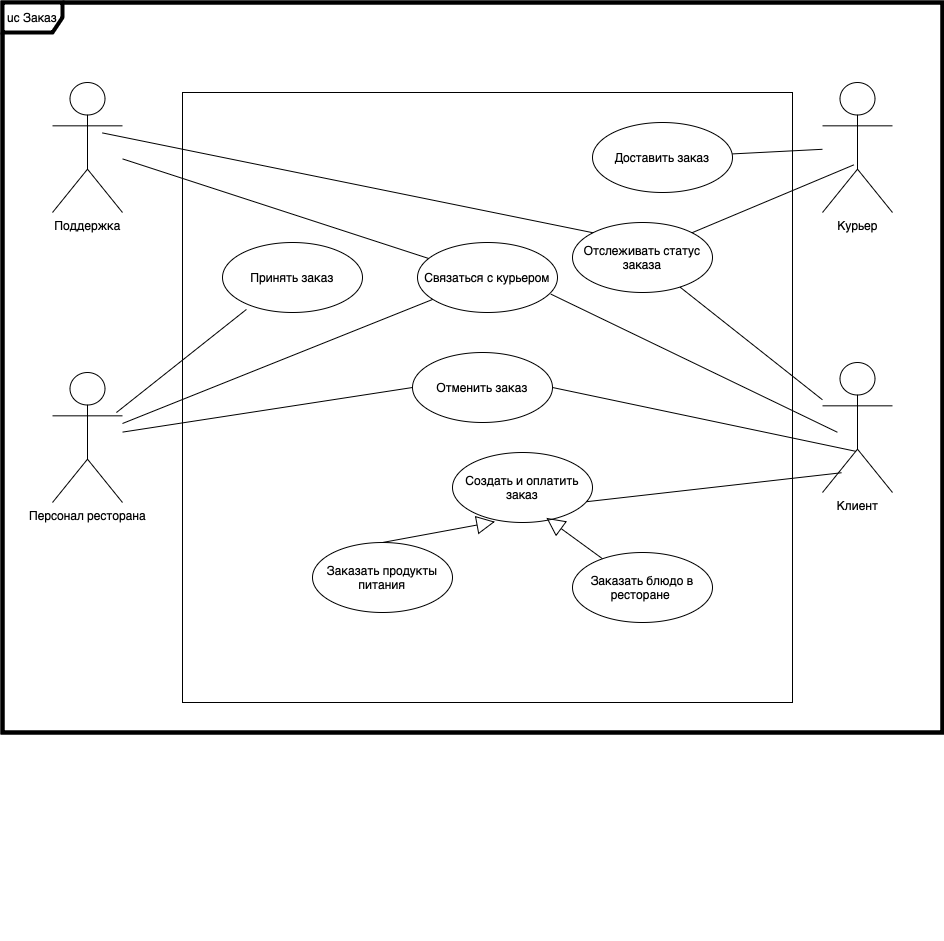 uc Заказ
Доставить заказ
Поддержка
Курьер
Отслеживать статус
заказа
Принять заказ
Связаться с курьером
Отменить заказ
Создать и оплатить
заказ
Персонал ресторана
Клиент
Заказать продукты
питания
Заказать блюдо в
ресторане